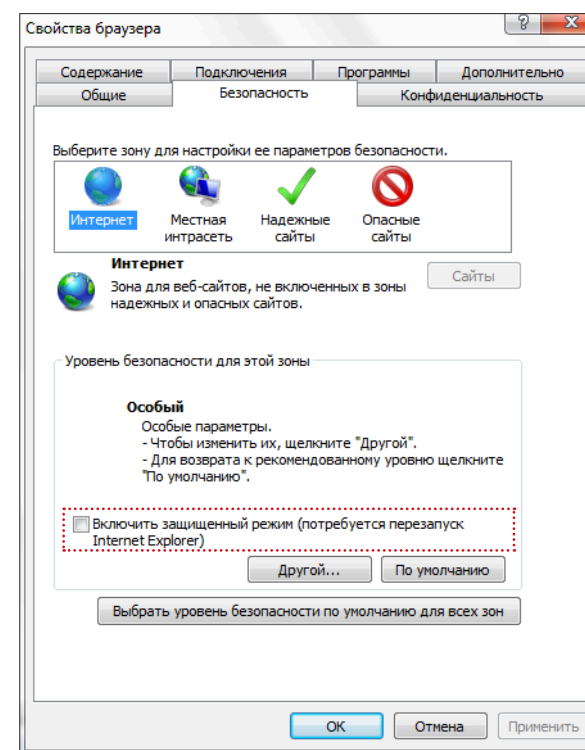 Свойства браузера
Содержание Подключения Программы Дополнительно
Общие Безопасность Конфиденциальность
Выберите зону для настройки ее параметров безопасности.
Интернет Местная интрасеть Надежные сайты Опасные сайты
Интернет
Сайты
Зона для веб-сайтов, не включенных в зоны
надежных и опасных сайтов.
Уровень безопасности для этой зоны
Особый
Особые параметры.
- Чтобы изменить их, щелкните "Другой".
- Для возврата к рекомендованному уровню щелкните
"По умолчанию".
Включить защищенный режим (потребуется перезапуск
Internet Explorer)
Другой... По умолчанию
Выбрать уровень безопасности по умолчанию для всех зон
ОК Отмена Применить